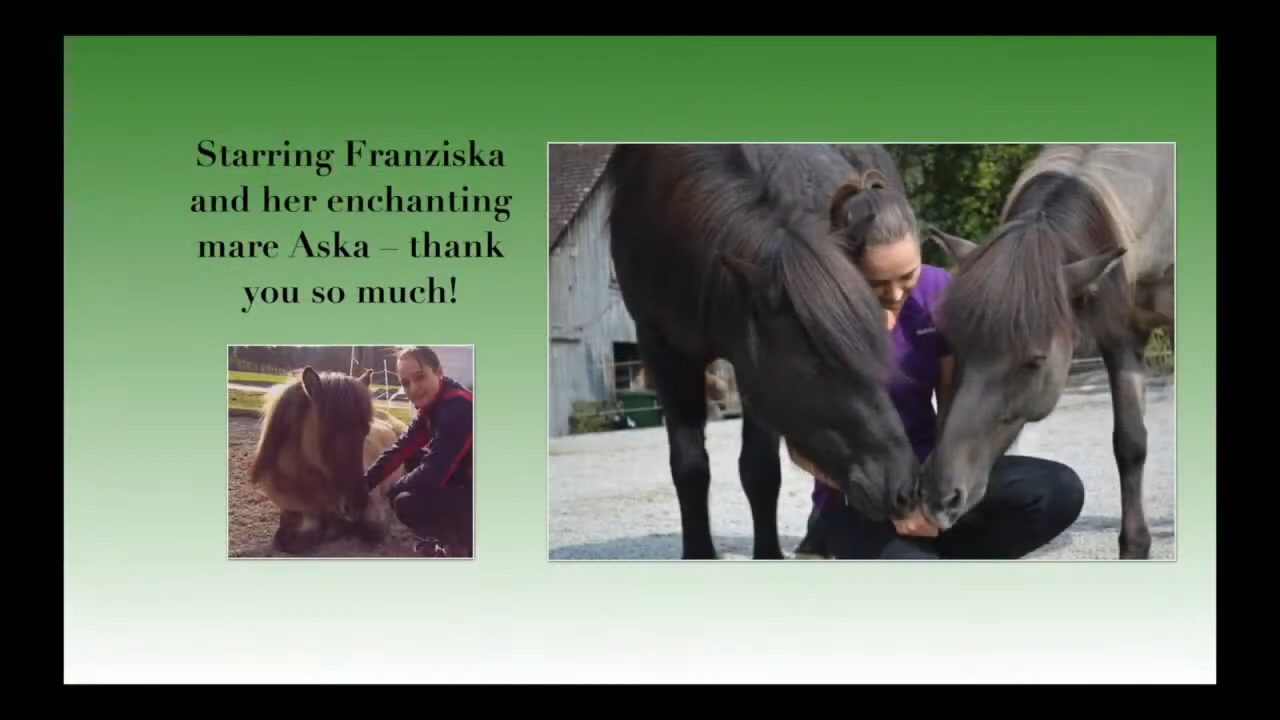 Starring Franziska
and her enchanting
mare Aska – thank
you so much!